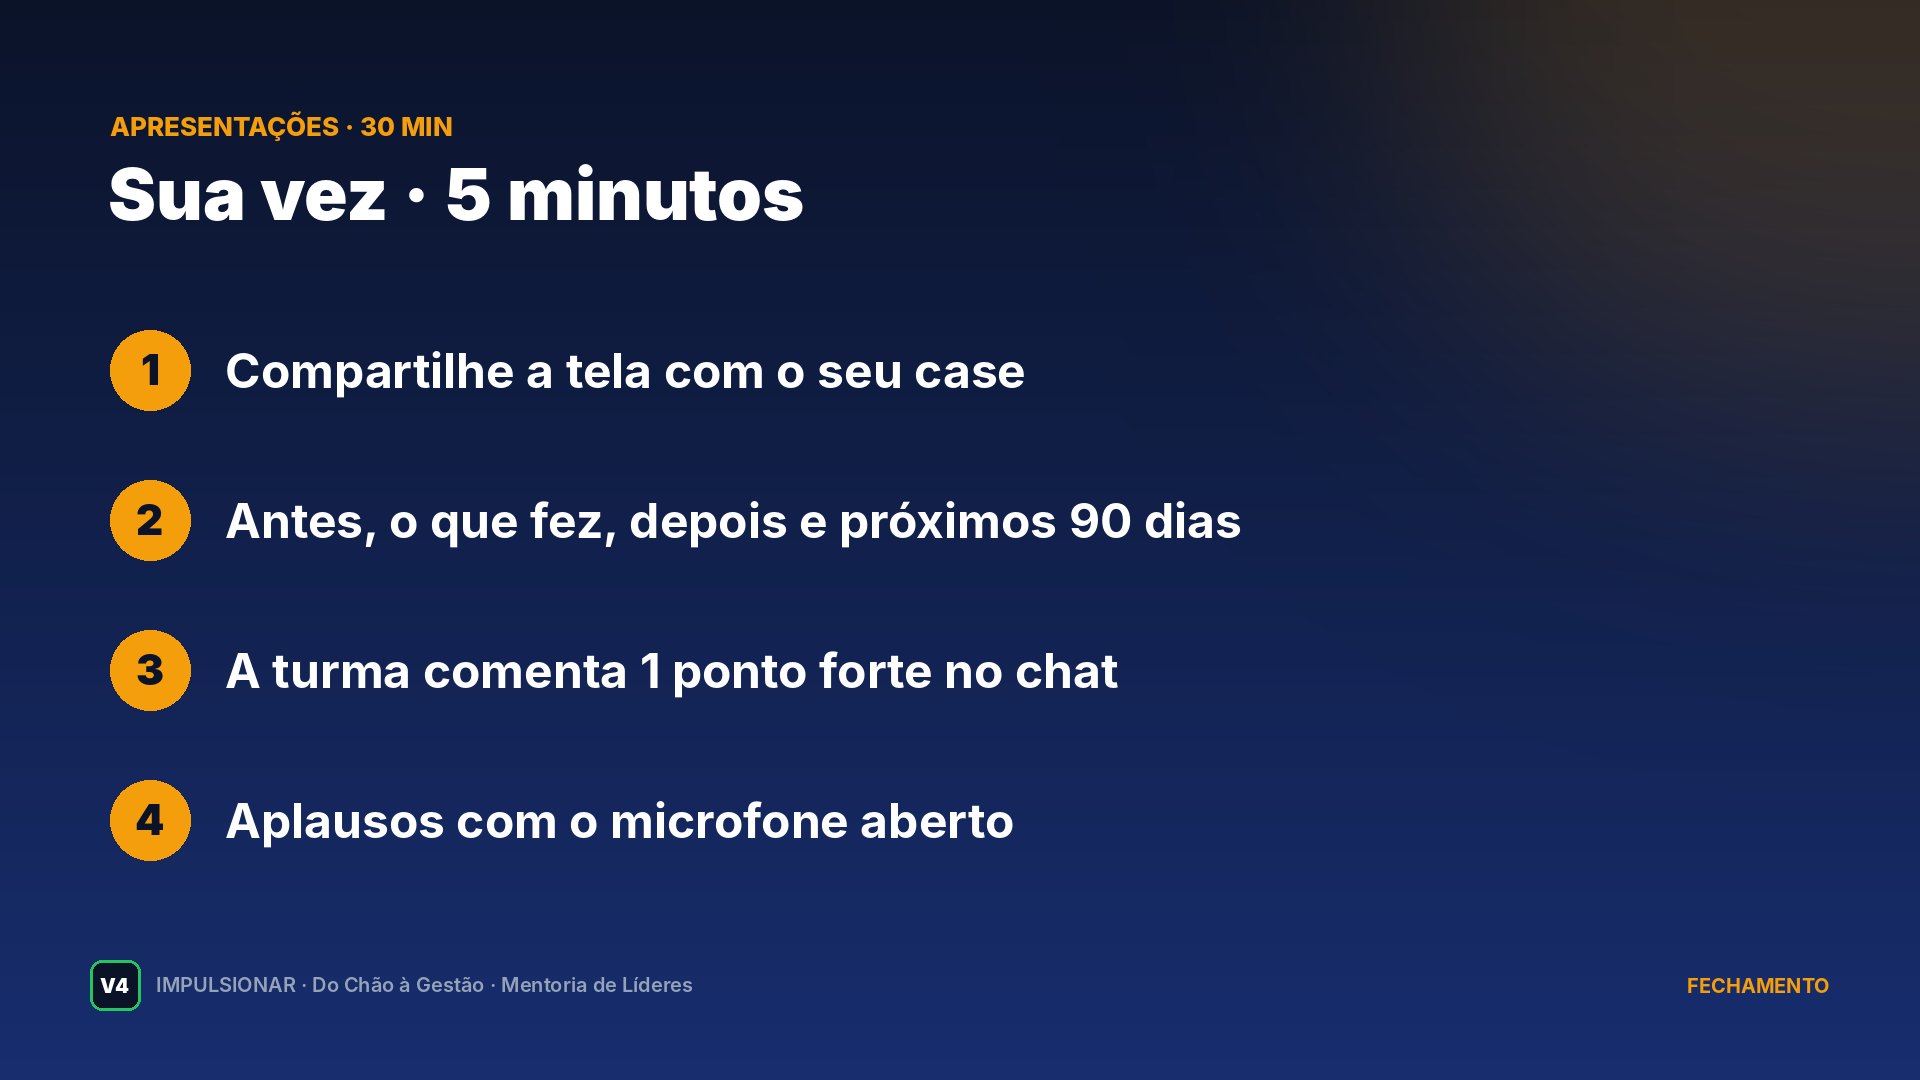 APRESENTAÇÕES · 30 MIN
Sua vez · 5 minutos
1 Compartilhe a tela com o seu case
2 Antes, o que fez, depois e próximos 90 dias
3 A turma comenta 1 ponto forte no chat
4 Aplausos com o microfone aberto
V4 IMPULSIONAR · Do Chão à Gestão · Mentoria de Líderes
FECHAMENTO